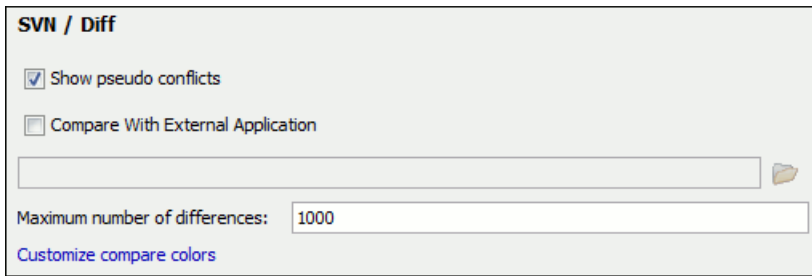 SVN / Diff
Show pseudo conflicts
Compare With External Application
Maximum number of differences: 1000
Customize compare colors